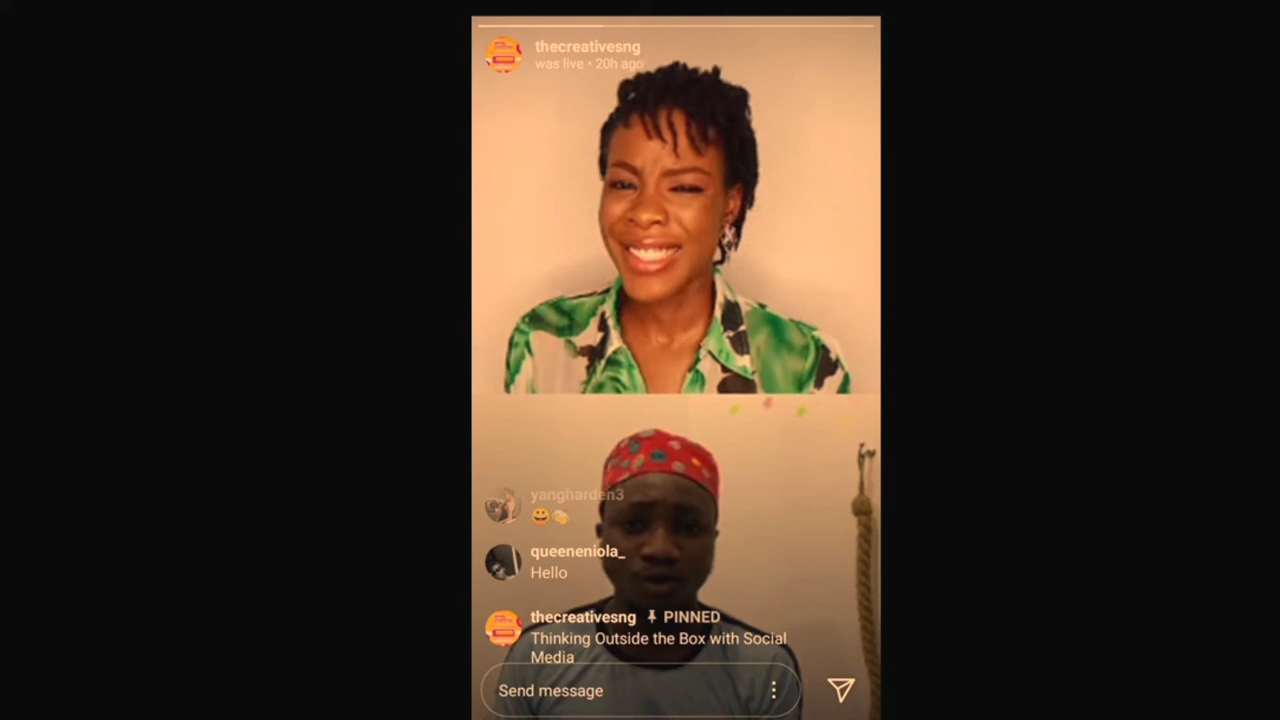 thecreativesng
was live • 20h ago
yangharden3
😀👏
queeneniola_
Hello
thecreativesng PINNED
Thinking Outside the Box with Social
Media
Send message